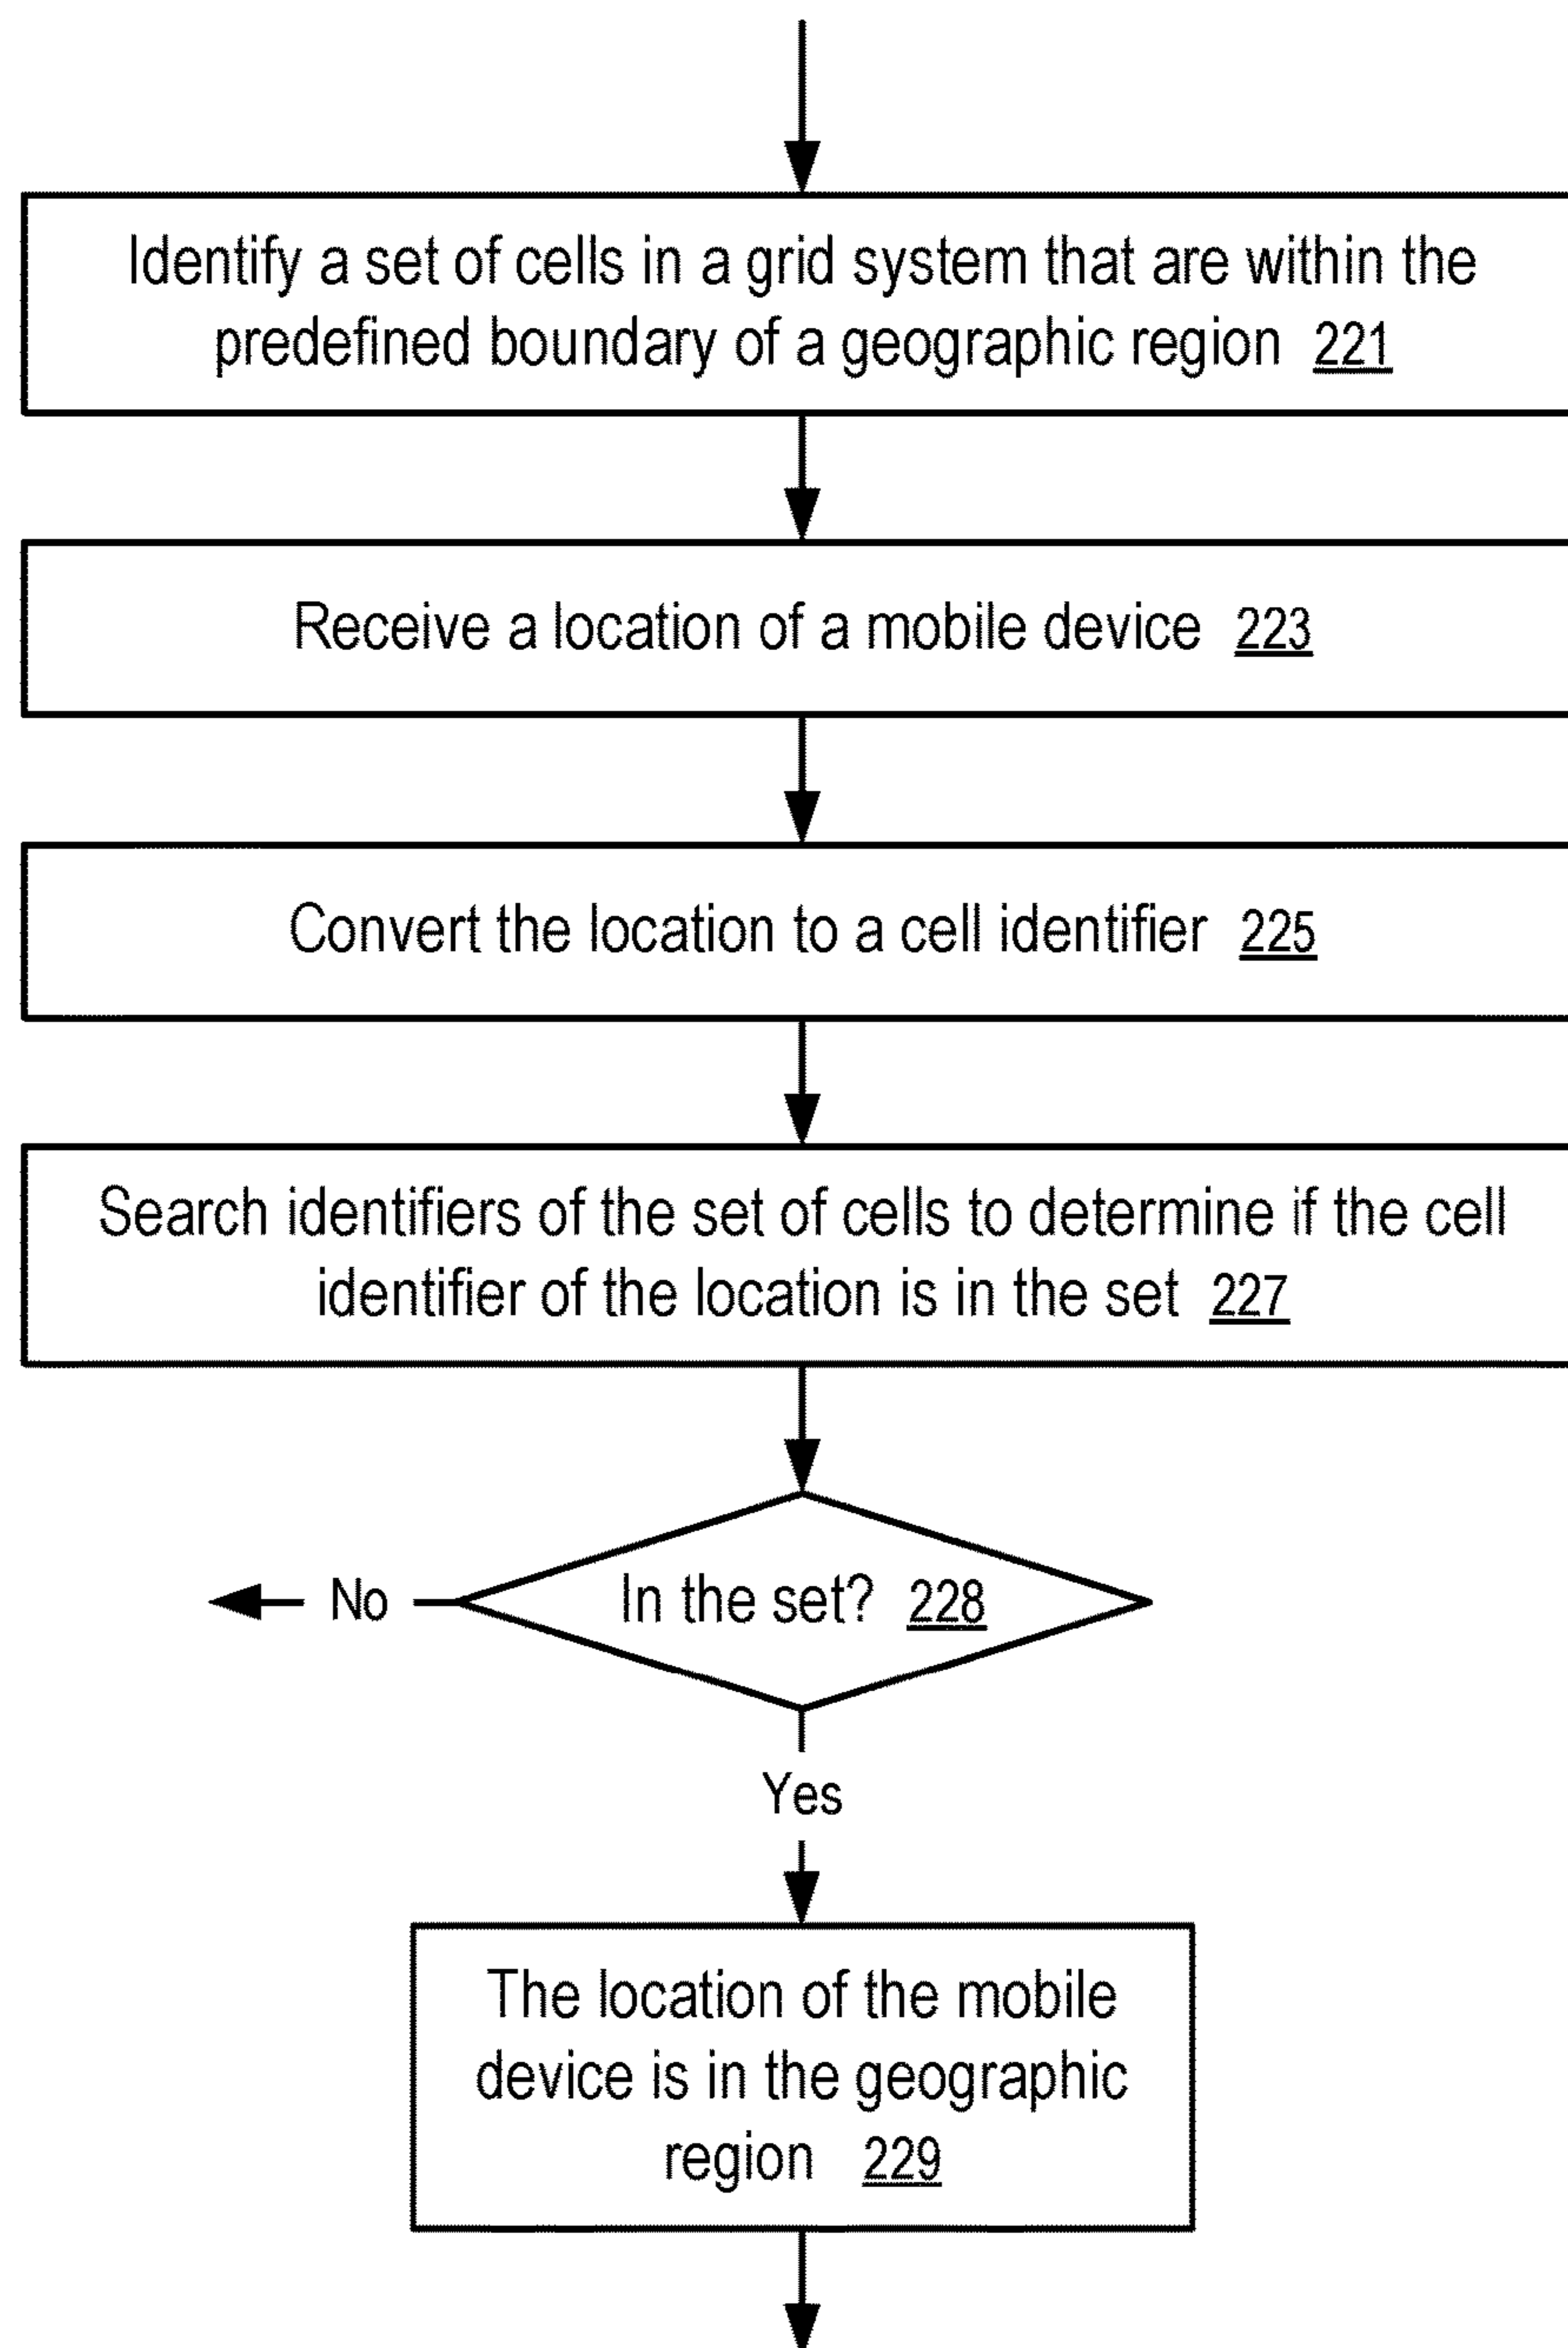 Identify a set of cells in a grid system that are within the
predefined boundary of a geographic region 221
Receive a location of a mobile device 223
Convert the location to a cell identifier 225
Search identifiers of the set of cells to determine if the cell
identifier of the location is in the set 227
No
In the set? 228
Yes
The location of the mobile
device is in the geographic
region 229